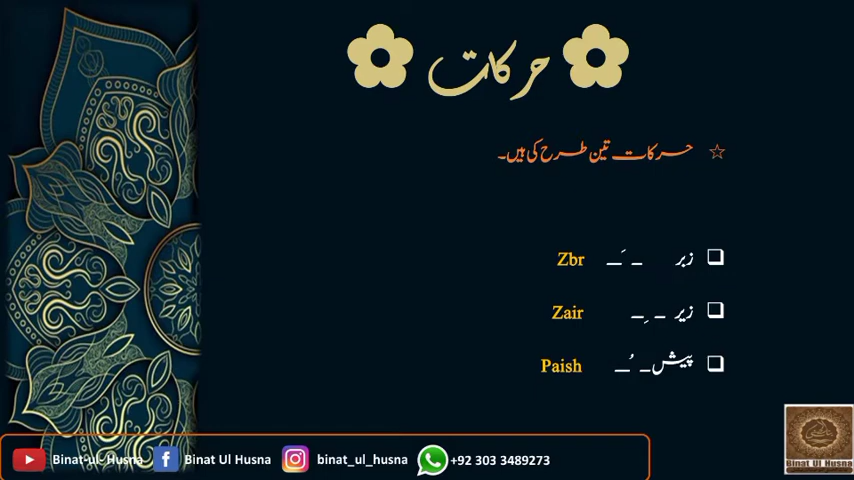 حرکات
☆ حرکات تین طرح کی ہیں۔
❑ زبر ـ ـَـ Zbr
❑ زیر ـ ـِـ Zair
❑ پیش ـ ـُـ Paish
Binat-ul- Husna Binat Ul Husna binat_ul_husna +92 303 3489273
Binat Ul Husna